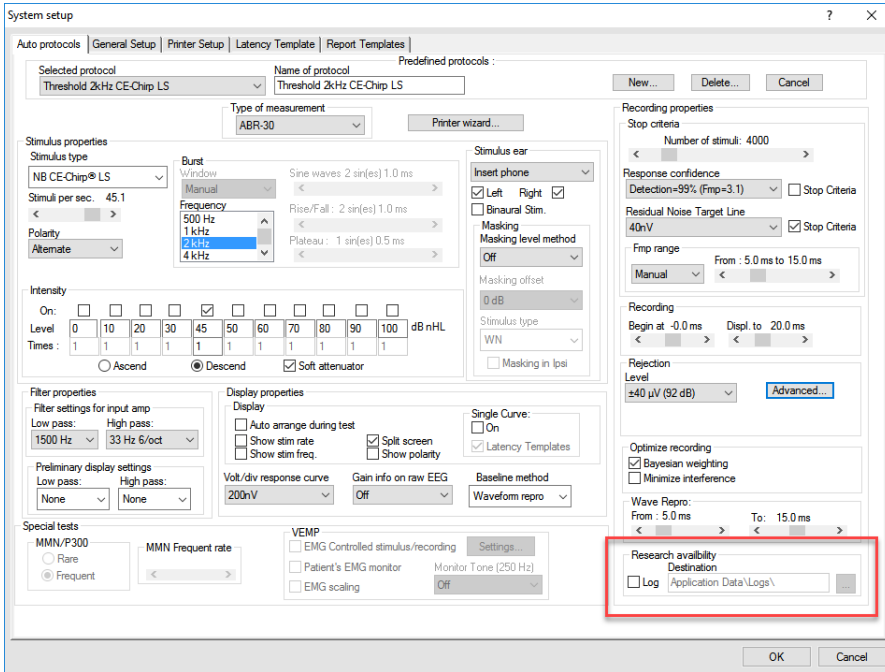 System setup
? X
Auto protocols General Setup Printer Setup Latency Template Report Templates
Predefined protocols :
Selected protocol
Threshold 2kHz CE-Chirp LS
Name of protocol
Threshold 2kHz CE-Chirp LS
New... Delete... Cancel
Type of measurement
ABR-30
Printer wizard...
Stimulus properties
Stimulus type
NB CE-Chirp® LS
Stimuli per sec. 45.1
Polarity
Alternate
Burst
Window
Manual
Frequency
500 Hz
1 kHz
2 kHz
4 kHz
Sine waves 2 sin(es) 1.0 ms
Rise/Fall : 2 sin(es) 1.0 ms
Plateau : 1 sin(es) 0.5 ms
Stimulus ear
Insert phone
Left Right
Binaural Stim.
Masking
Masking level method
Off
Masking offset
0 dB
Stimulus type
WN
Masking in Ipsi
Intensity
On:
Level 0 10 20 30 45 50 60 70 80 90 100 dB nHL
Times : 1 1 1 1 1 1 1 1 1 1 1
Ascend Descend Soft attenuator
Recording properties
Stop criteria
Number of stimuli: 4000
Response confidence
Detection=99% (Fmp=3.1) Stop Criteria
Residual Noise Target Line
40nV Stop Criteria
Fmp range
From : 5.0 ms to 15.0 ms
Manual
Recording
Begin at -0.0 ms Displ. to 20.0 ms
Rejection
Level
±40 µV (92 dB) Advanced...
Optimize recording
Bayesian weighting
Minimize interference
Wave Repro:
From : 5.0 ms To: 15.0 ms
Research availbility
Destination
Log Application Data\Logs\ ...
Filter properties
Filter settings for input amp
Low pass: High pass:
1500 Hz 33 Hz 6/oct
Preliminary display settings
Low pass: High pass:
None None
Display properties
Display
Auto arrange during test
Show stim rate Split screen
Show stim freq. Show polarity
Single Curve:
On
Latency Templates
Volt/div response curve Gain info on raw EEG Baseline method
200nV Off Waveform repro
Special tests
MMN/P300
Rare
Frequent
MMN Frequent rate
VEMP
EMG Controlled stimulus/recording Settings...
Patient's EMG monitor Monitor Tone (250 Hz)
EMG scaling Off
OK Cancel